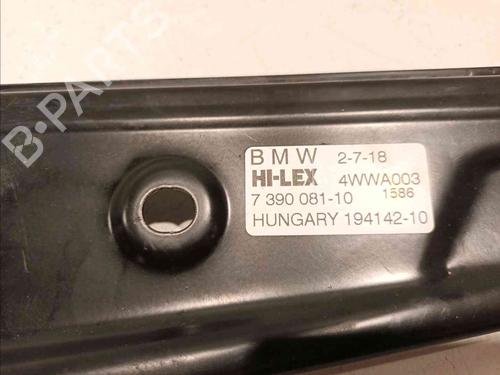 B-PARTS
BMW 2-7-18
HI-LEX 4WWA003
7 390 081-10 1586
HUNGARY 194142-10